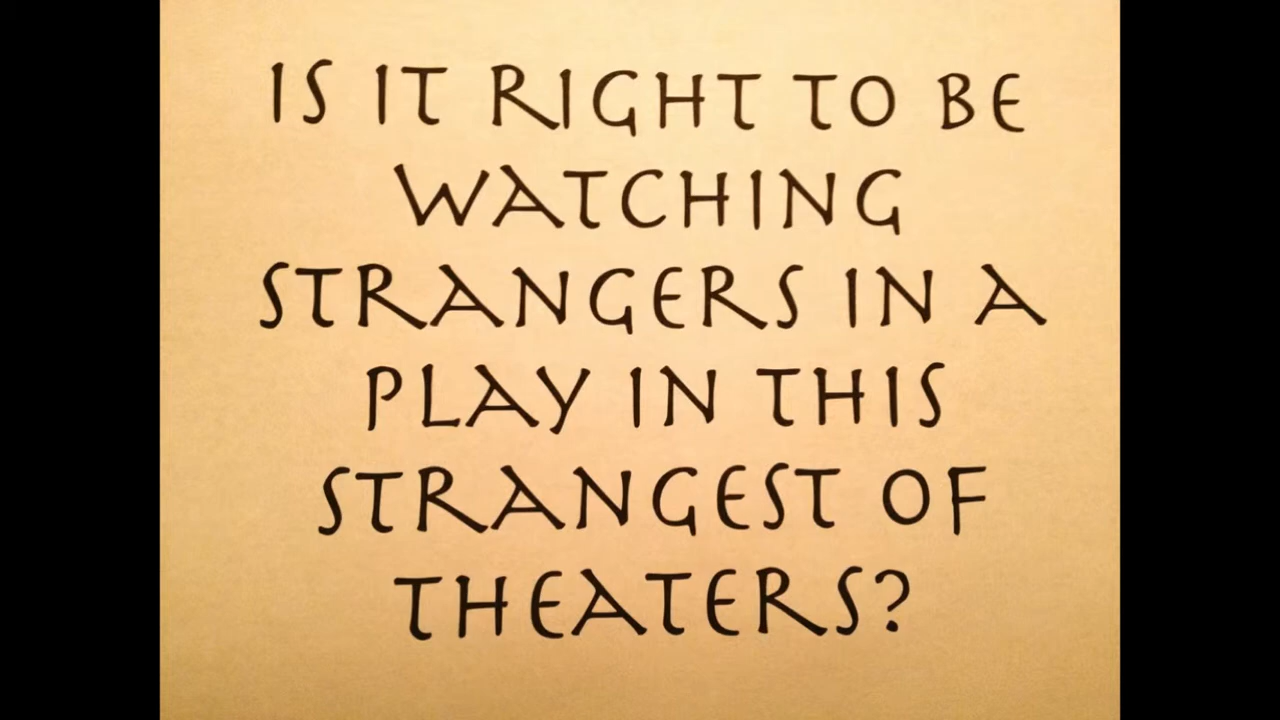 IS IT RIGHT TO BE
WATCHING
STRANGERS IN A
PLAY IN THIS
STRANGEST OF
THEATERS?